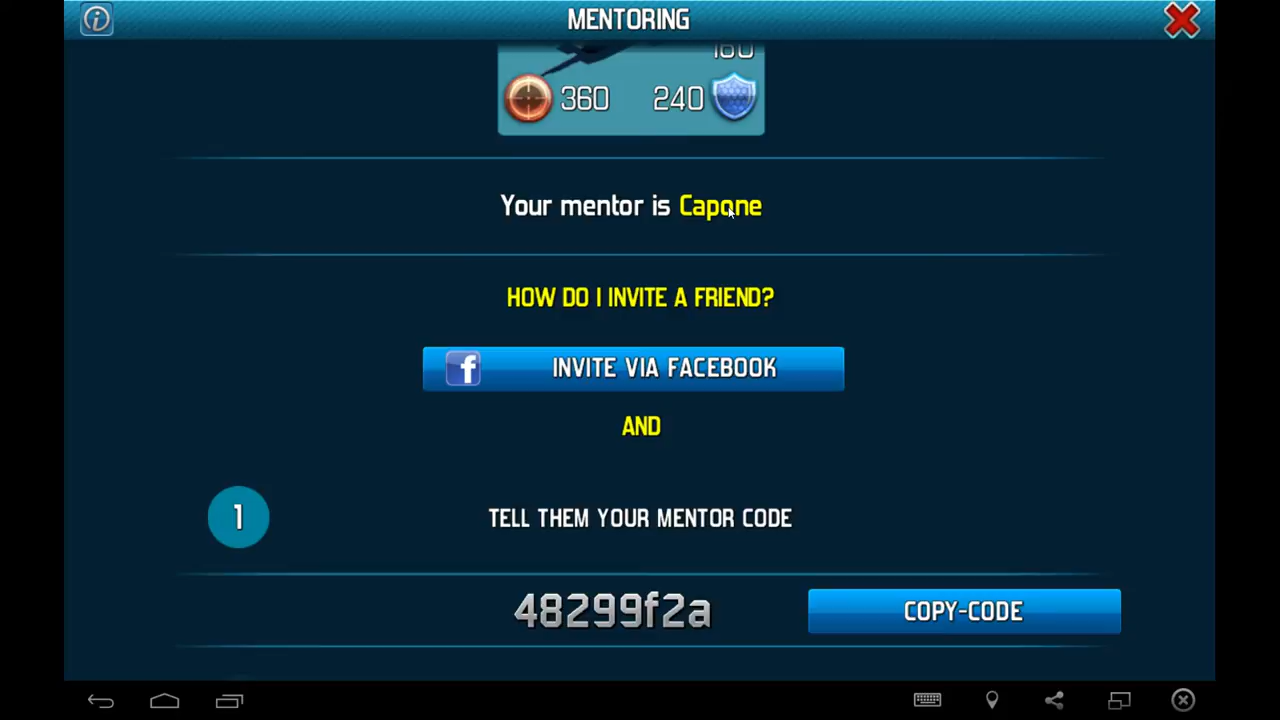 MENTORING
160
360 240
Your mentor is Capone
HOW DO I INVITE A FRIEND?
f INVITE VIA FACEBOOK
AND
1 TELL THEM YOUR MENTOR CODE
48299f2a COPY-CODE